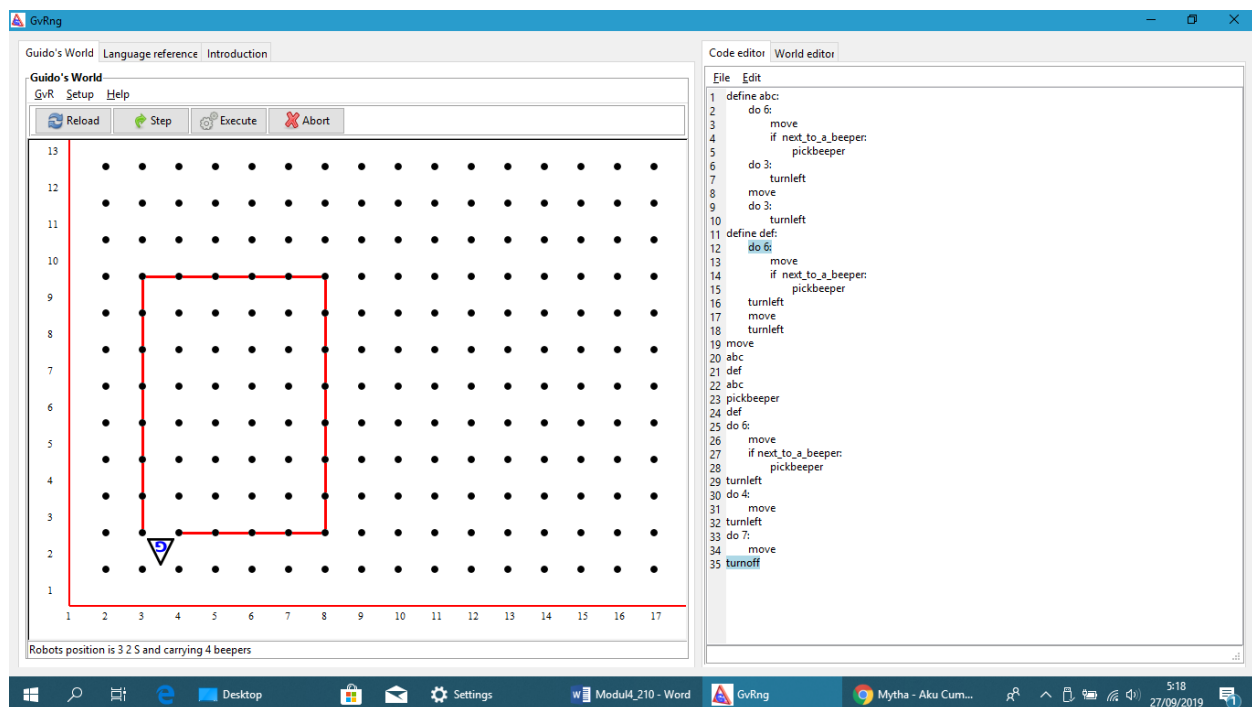 GvRng
Guido's World Language reference Introduction
Guido's World
GvR Setup Help
Reload Step Execute Abort
13
12
11
10
9
8
7
6
5
4
3
2
1
G
1 2 3 4 5 6 7 8 9 10 11 12 13 14 15 16 17
Robots position is 3 2 S and carrying 4 beepers
Code editor World editor
File Edit
1 define abc:
2 do 6:
3 move
4 if next_to_a_beeper:
5 pickbeeper
6 do 3:
7 turnleft
8 move
9 do 3:
10 turnleft
11 define def:
12 do 6:
13 move
14 if next_to_a_beeper:
15 pickbeeper
16 turnleft
17 move
18 turnleft
19 move
20 abc
21 def
22 abc
23 pickbeeper
24 def
25 do 6:
26 move
27 if next_to_a_beeper:
28 pickbeeper
29 turnleft
30 do 4:
31 move
32 turnleft
33 do 7:
34 move
35 turnoff
Desktop Settings Modul4_210 - Word GvRng Mytha - Aku Cum... 5:18
27/09/2019 1